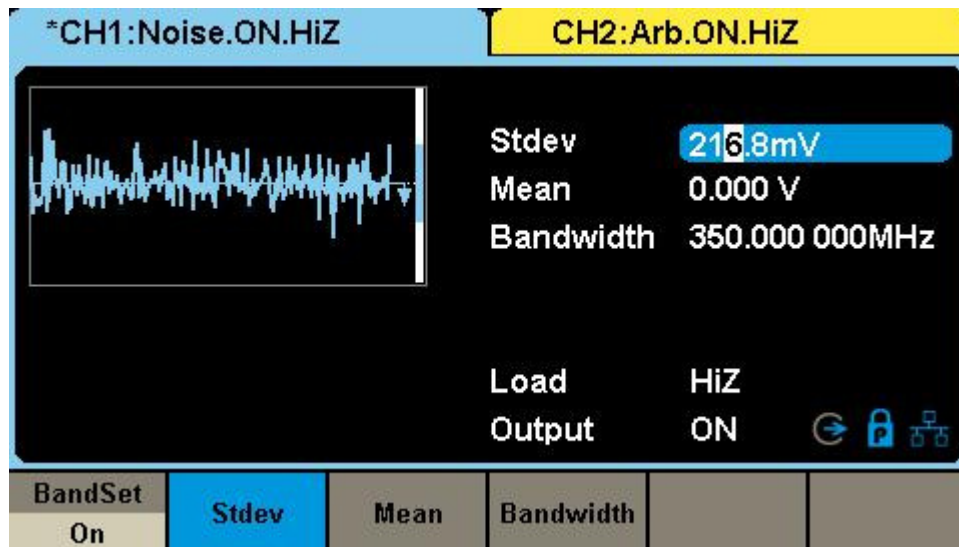 *CH1:Noise.ON.HiZ CH2:Arb.ON.HiZ
Stdev 216.8mV
Mean 0.000 V
Bandwidth 350.000 000MHz
Load HiZ
Output ON
P
BandSet
On
Stdev
Mean
Bandwidth